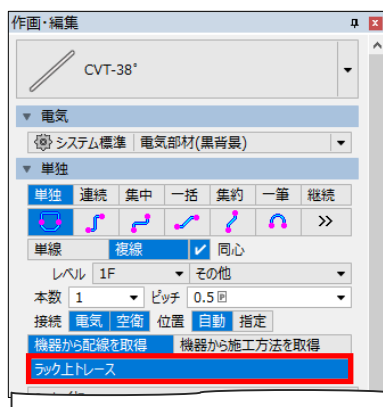 作画・編集
CVT-38°
電気
システム標準 電気部材(黒背景)
単独
単独 連続 集中 一括 集約 一筆 継続
単線 複線 同心
レベル 1F その他
本数 1 ピッチ 0.5 P
接続 電気 空衛 位置 自動 指定
機器から配線を取得 機器から施工方法を取得
ラック上トレース